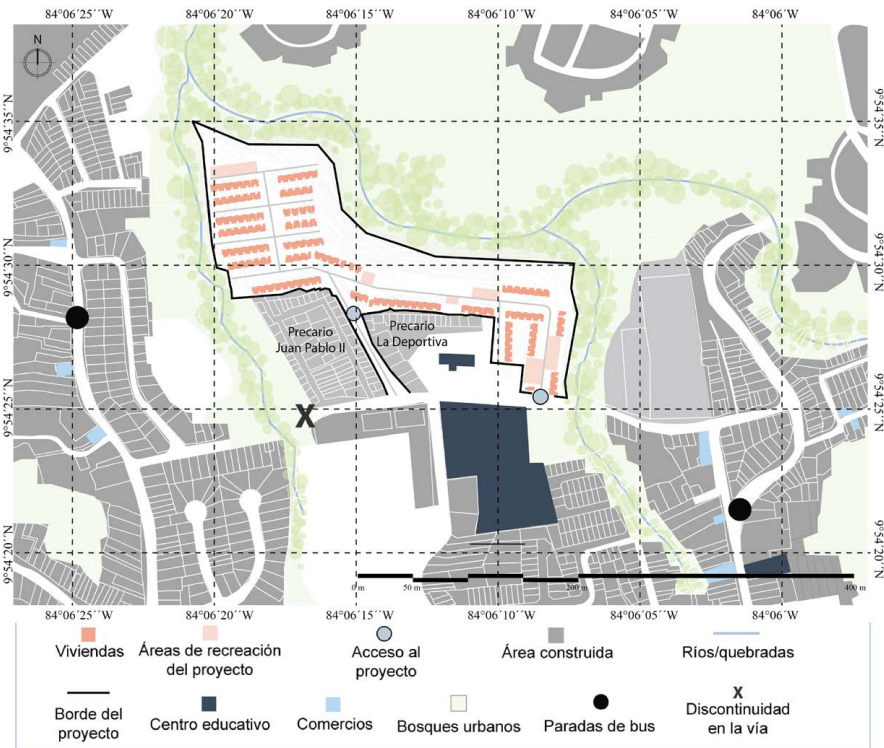 84°06´25´´W 84°06´20´´W 84°06´15´´W 84°06´10´´W 84°06´05´´W 84°06´W
N
9°54´35´´N
9°54´35´´N
9°54´30´´N
9°54´30´´N
Precario
Juan Pablo II
Precario
La Deportiva
X
9°54´25´´N
9°54´25´´N
9°54´20´´N
9°54´20´´N
0 m 50 m 200 m 400 m
84°06´25´´W 84°06´20´´W 84°06´15´´W 84°06´10´´W 84°06´05´´W 84°06´W
Viviendas
Áreas de recreación
del proyecto
Acceso al
proyecto
Área construida
Ríos/quebradas
Borde del
proyecto
Centro educativo
Comercios
Bosques urbanos
Paradas de bus
X
Discontinuidad
en la vía